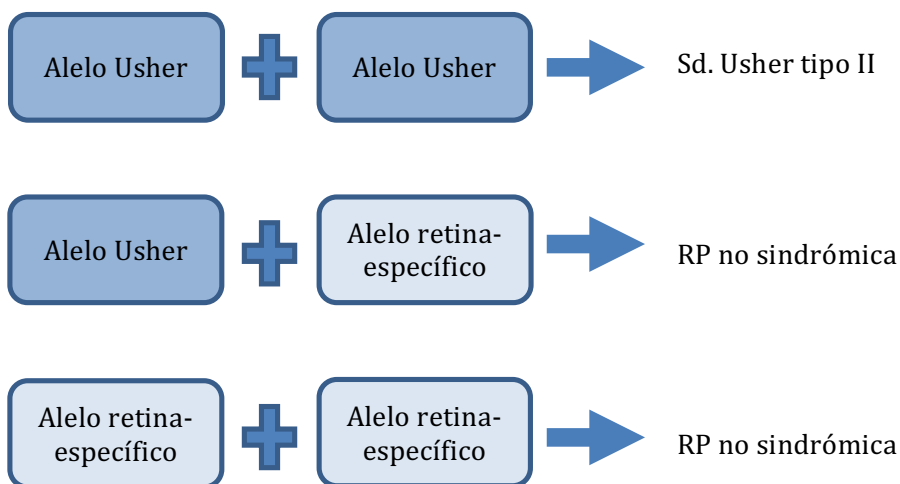 Alelo Usher
Alelo Usher
Sd. Usher tipo II
Alelo Usher
Alelo retina-
específico
RP no sindrómica
Alelo retina-
específico
Alelo retina-
específico
RP no sindrómica